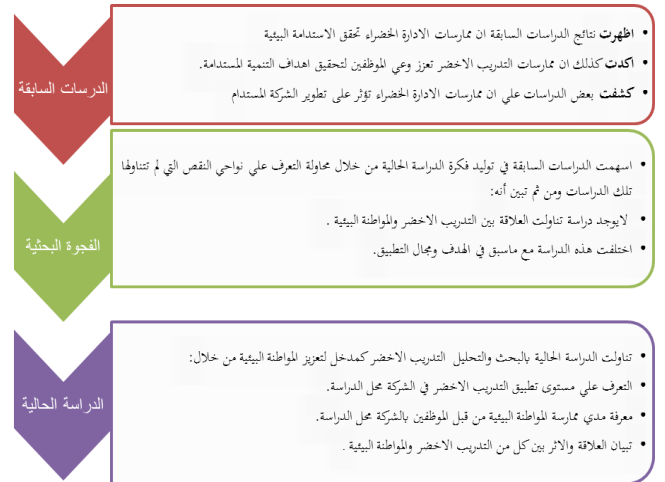 الدرسات السابقة
• اظهرت نتائج الدراسات السابقة ان ممارسات الادارة الخضراء تحقق الاستدامة البيئية
• اكدت كذلك ان ممارسات التدريب الاخضر تعزز وعي الموظفين لتحقيق اهداف التنمية المستدامة.
• كشفت بعض الدراسات علي ان ممارسات الادارة الخضراء تؤثر على تطوير الشركة المستدام
الفجوة البحثية
• اسهمت الدراسات السابقة في توليد فكرة الدراسة الحالية من خلال محاولة التعرف علي نواحي النقص التي لم تتناولها
تلك الدراسات ومن ثم تبين أنه:
• لايوجد دراسة تناولت العلاقة بين التدريب الاخضر والمواطنة البيئية .
• اختلفت هذه الدراسة مع ماسبق في الهدف ومجال التطبيق.
الدراسة الحالية
• تناولت الدراسة الحالية بالبحث والتحليل التدريب الاخضر كمدخل لتعزيز المواطنة البيئية من خلال:
• التعرف علي مستوى تطبيق التدريب الاخضر في الشركة محل الدراسة.
• معرفة مدي ممارسة المواطنة البيئية من قبل الموظفين بالشركة محل الدراسة.
• تبيان العلاقة والاثر بين كل من التدريب الاخضر والمواطنة البيئية .